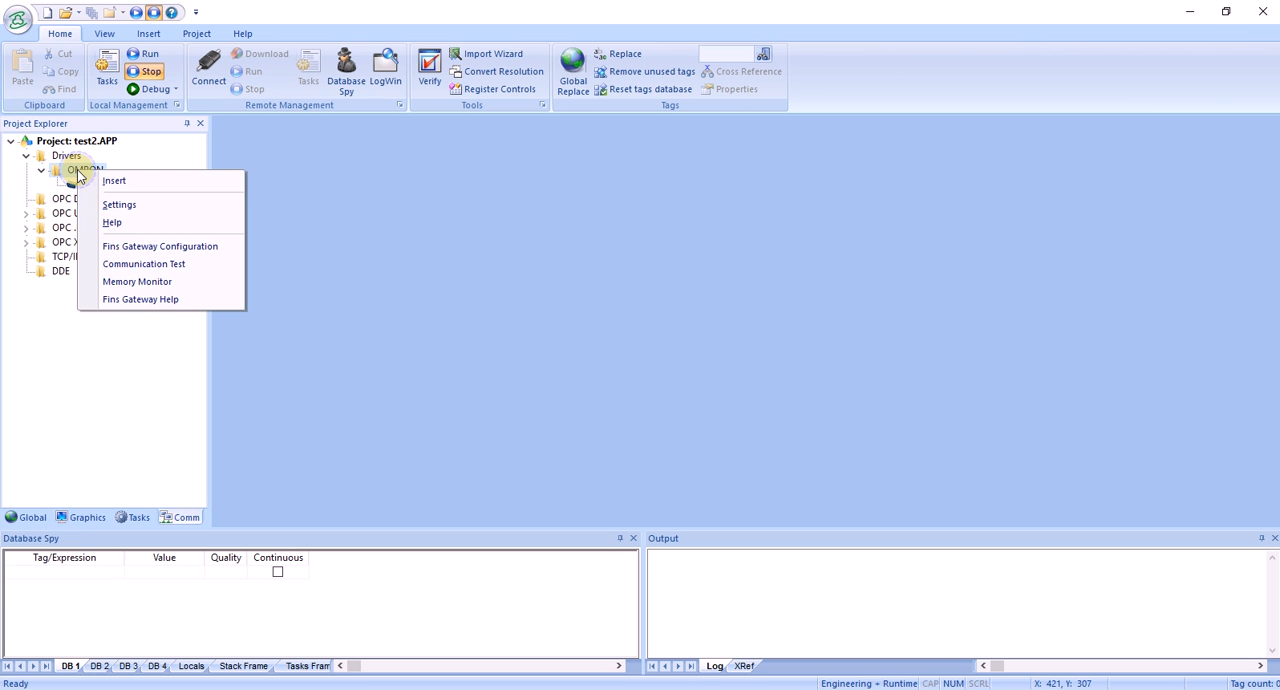 Home View Insert Project Help
Paste
Cut
Copy
Find
Clipboard
Tasks
Run
Stop
Debug
Local Management
Connect
Download
Run
Stop
Tasks
Database
Spy
LogWin
Remote Management
Verify
Import Wizard
Convert Resolution
Register Controls
Tools
Global
Replace
Replace
Remove unused tags
Reset tags database
Cross Reference
Properties
Tags
Project Explorer
Project: test2.APP
Drivers
OMRON
OPC D
OPC U
OPC .
OPC X
TCP/I
DDE
Insert
Settings
Help
Fins Gateway Configuration
Communication Test
Memory Monitor
Fins Gateway Help
Global Graphics Tasks Comm
Database Spy
Tag/Expression Value Quality Continuous
DB 1 DB 2 DB 3 DB 4 Locals Stack Frame Tasks Fram
Output
Log XRef
Ready
Engineering + Runtime CAP NUM SCRL X: 421, Y: 307 Tag count: 0